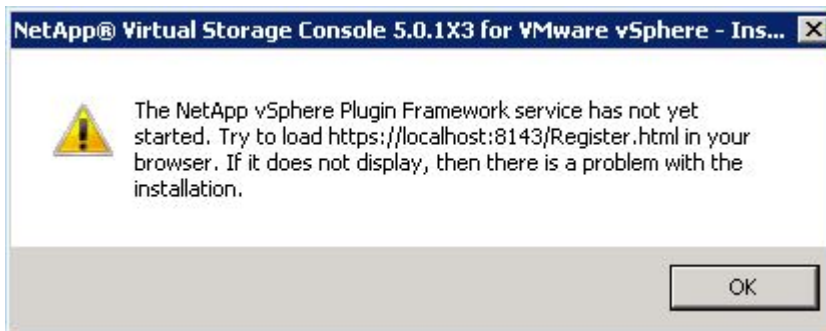 NetApp® Virtual Storage Console 5.0.1X3 for VMware vSphere - Ins...
The NetApp vSphere Plugin Framework service has not yet
started. Try to load https://localhost:8143/Register.html in your
browser. If it does not display, then there is a problem with the
installation.
OK